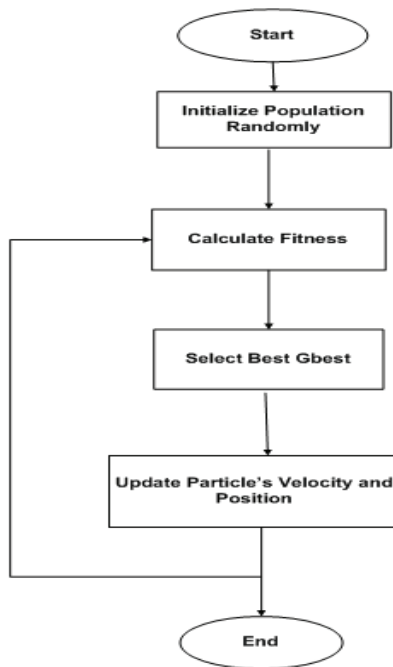 Start
Initialize Population
Randomly
Calculate Fitness
Select Best Gbest
Update Particle's Velocity and
Position
End